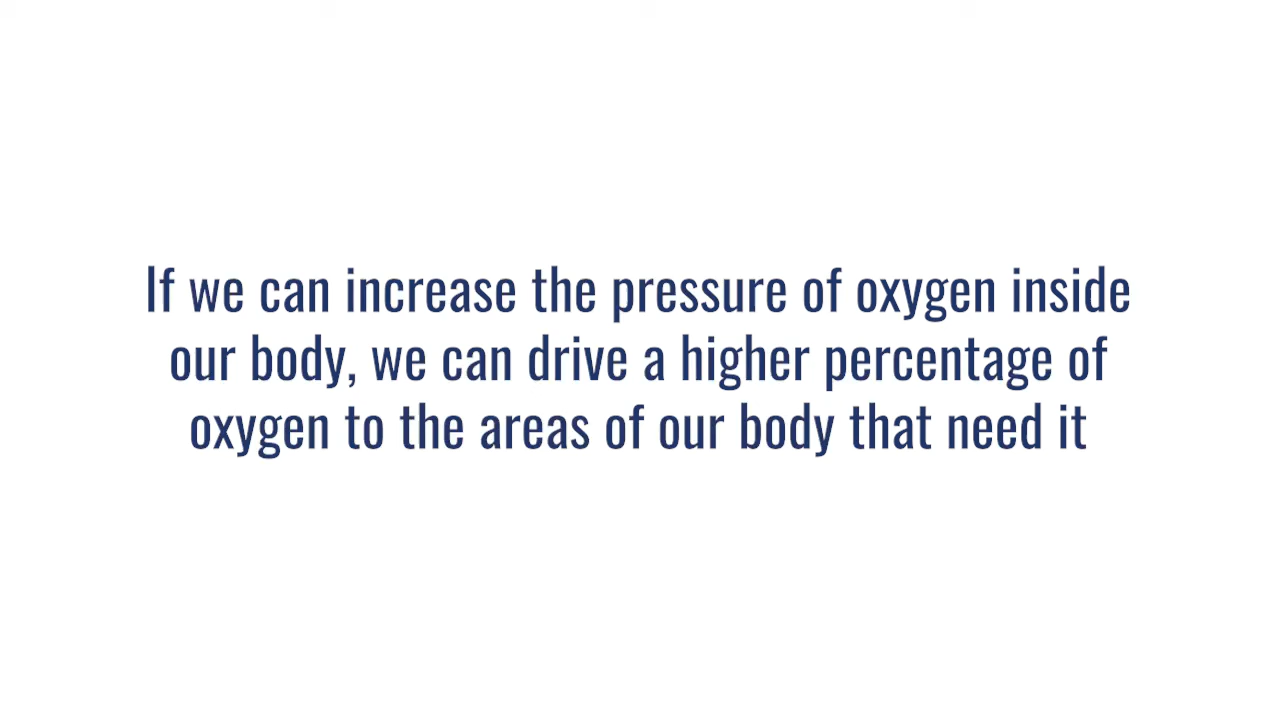 If we can increase the pressure of oxygen inside
our body, we can drive a higher percentage of
oxygen to the areas of our body that need it